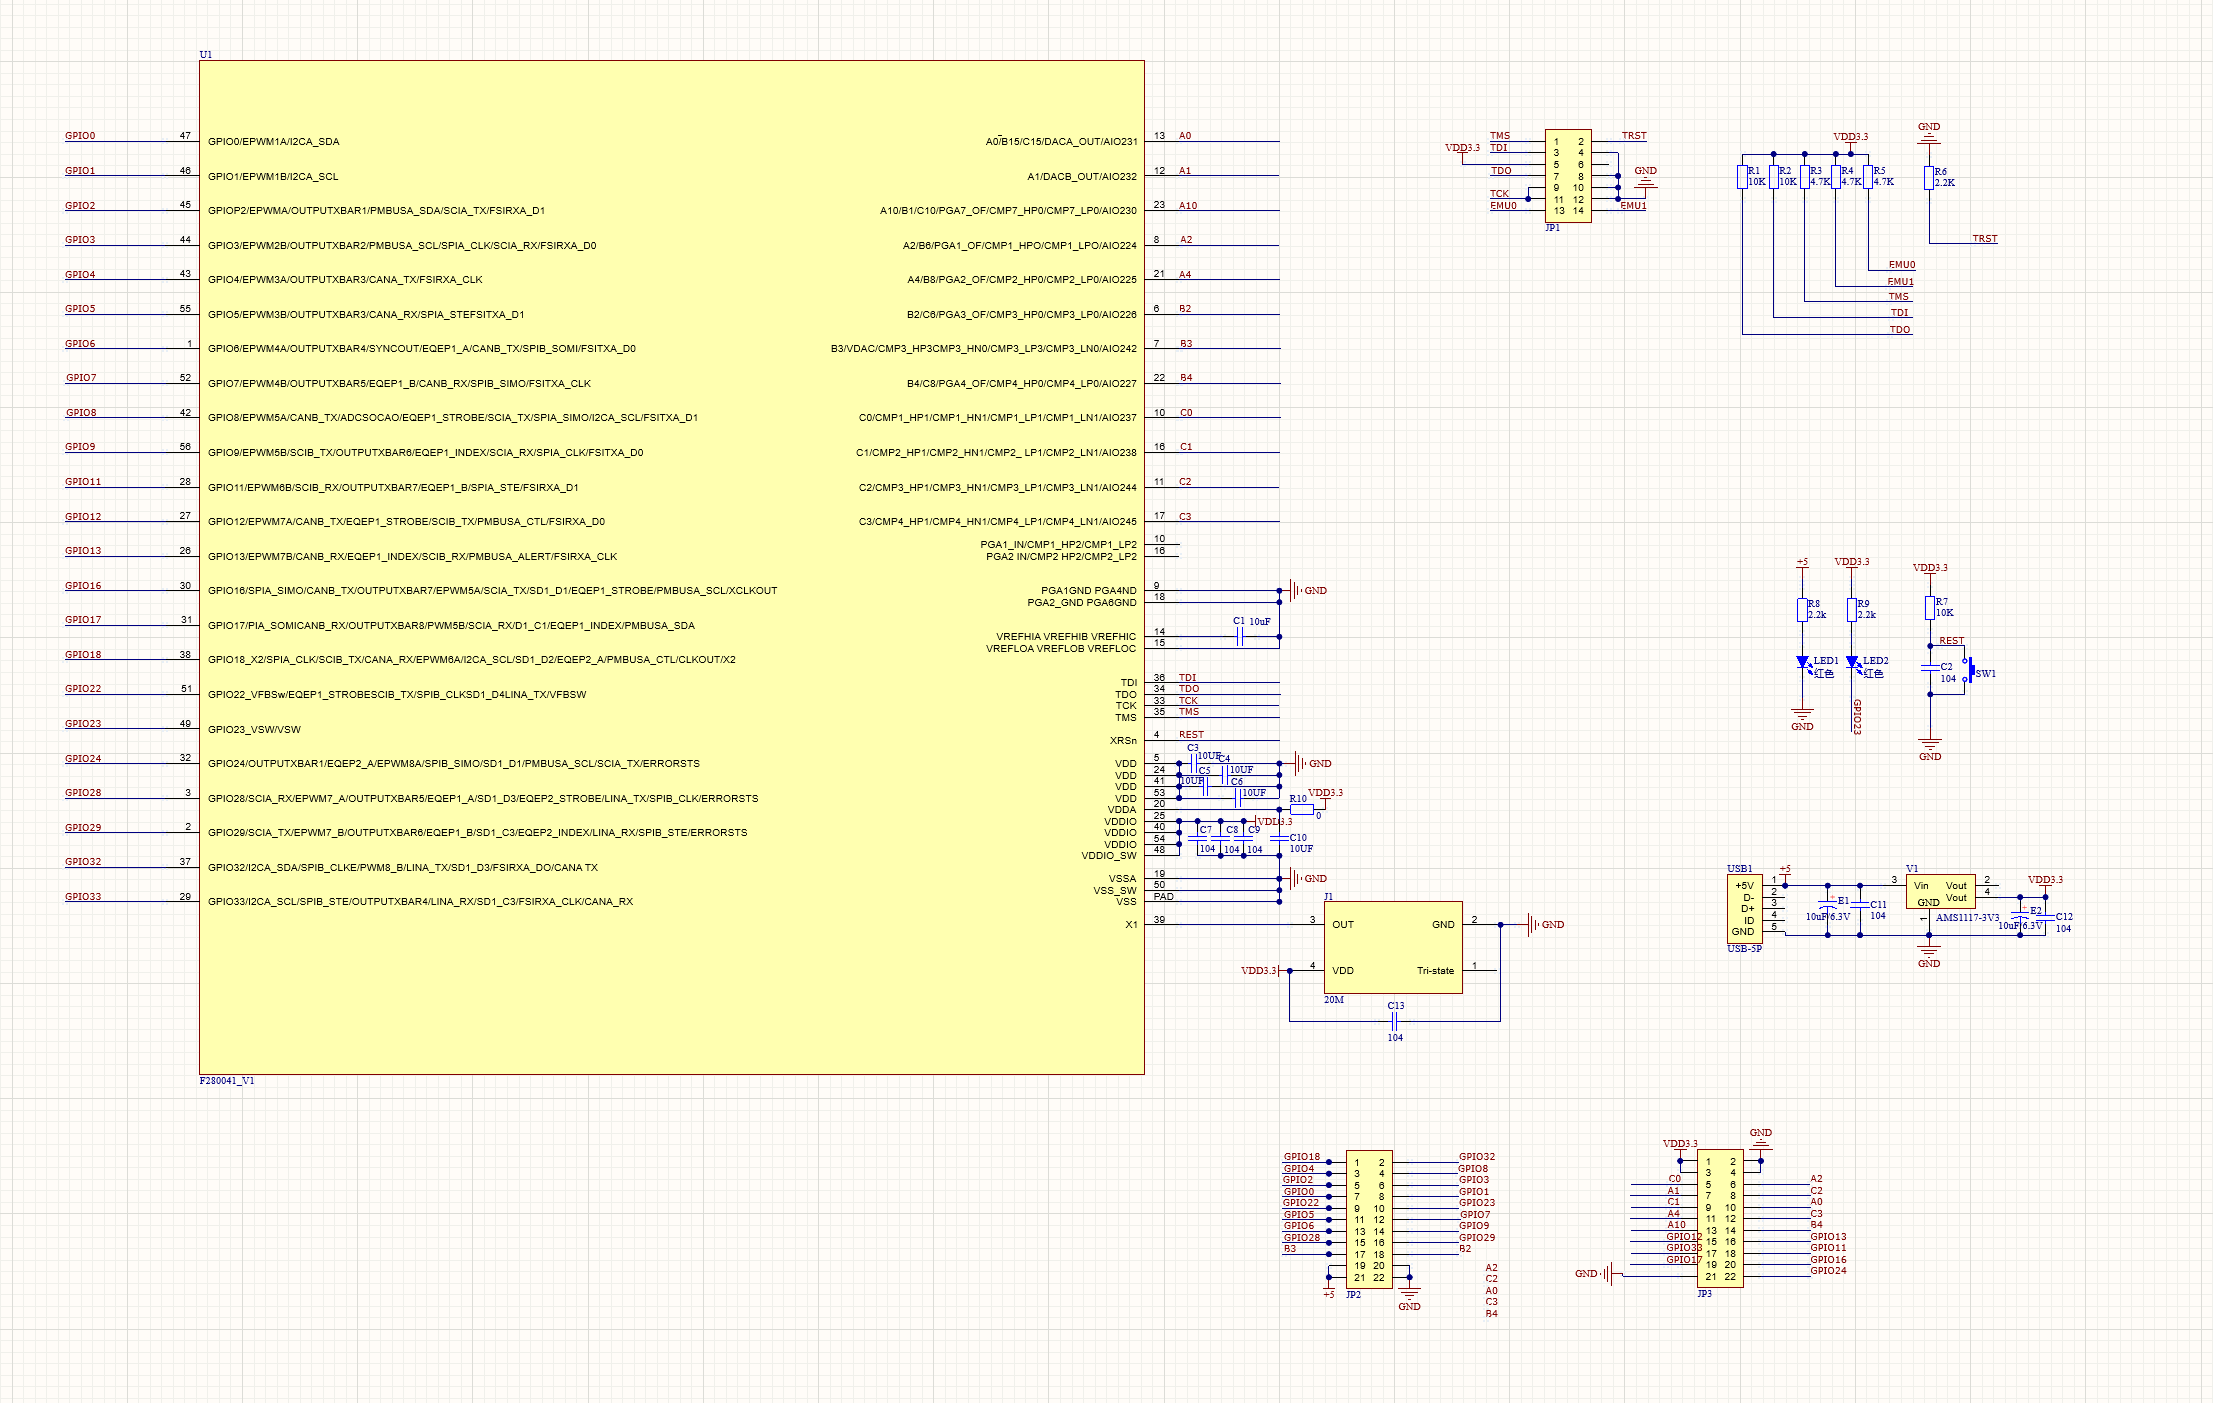 U1
GPIO0 47 GPIO0/EPWM1A/I2CA_SDA
GPIO1 46 GPIO1/EPWM1B/I2CA_SCL
GPIO2 45 GPIOP2/EPWMA/OUTPUTXBAR1/PMBUSA_SDA/SCIA_TX/FSIRXA_D1
GPIO3 44 GPIO3/EPWM2B/OUTPUTXBAR2/PMBUSA_SCL/SPIA_CLK/SCIA_RX/FSIRXA_D0
GPIO4 43 GPIO4/EPWM3A/OUTPUTXBAR3/CANA_TX/FSIRXA_CLK
GPIO5 55 GPIO5/EPWM3B/OUTPUTXBAR3/CANA_RX/SPIA_STEFSITXA_D1
GPIO6 1 GPIO6/EPWM4A/OUTPUTXBAR4/SYNCOUT/EQEP1_A/CANB_TX/SPIB_SOMI/FSITXA_D0
GPIO7 52 GPIO7/EPWM4B/OUTPUTXBAR5/EQEP1_B/CANB_RX/SPIB_SIMO/FSITXA_CLK
GPIO8 42 GPIO8/EPWM5A/CANB_TX/ADCSOCAO/EQEP1_STROBE/SCIA_TX/SPIA_SIMO/I2CA_SCL/FSITXA_D1
GPIO9 56 GPIO9/EPWM5B/SCIB_TX/OUTPUTXBAR6/EQEP1_INDEX/SCIA_RX/SPIA_CLK/FSITXA_D0
GPIO11 28 GPIO11/EPWM6B/SCIB_RX/OUTPUTXBAR7/EQEP1_B/SPIA_STE/FSIRXA_D1
GPIO12 27 GPIO12/EPWM7A/CANB_TX/EQEP1_STROBE/SCIB_TX/PMBUSA_CTL/FSIRXA_D0
GPIO13 26 GPIO13/EPWM7B/CANB_RX/EQEP1_INDEX/SCIB_RX/PMBUSA_ALERT/FSIRXA_CLK
GPIO16 30 GPIO16/SPIA_SIMO/CANB_TX/OUTPUTXBAR7/EPWM5A/SCIA_TX/SD1_D1/EQEP1_STROBE/PMBUSA_SCL/XCLKOUT
GPIO17 31 GPIO17/PIA_SOMICANB_RX/OUTPUTXBAR8/PWM5B/SCIA_RX/D1_C1/EQEP1_INDEX/PMBUSA_SDA
GPIO18 38 GPIO18_X2/SPIA_CLK/SCIB_TX/CANA_RX/EPWM6A/I2CA_SCL/SD1_D2/EQEP2_A/PMBUSA_CTL/CLKOUT/X2
GPIO22 51 GPIO22_VFBSw/EQEP1_STROBESCIB_TX/SPIB_CLKSD1_D4LINA_TX/VFBSW
GPIO23 49 GPIO23_VSW/VSW
GPIO24 32 GPIO24/OUTPUTXBAR1/EQEP2_A/EPWM8A/SPIB_SIMO/SD1_D1/PMBUSA_SCL/SCIA_TX/ERRORSTS
GPIO28 3 GPIO28/SCIA_RX/EPWM7_A/OUTPUTXBAR5/EQEP1_A/SD1_D3/EQEP2_STROBE/LINA_TX/SPIB_CLK/ERRORSTS
GPIO29 2 GPIO29/SCIA_TX/EPWM7_B/OUTPUTXBAR6/EQEP1_B/SD1_C3/EQEP2_INDEX/LINA_RX/SPIB_STE/ERRORSTS
GPIO32 37 GPIO32/I2CA_SDA/SPIB_CLKE/PWM8_B/LINA_TX/SD1_D3/FSIRXA_DO/CANA TX
GPIO33 29 GPIO33/I2CA_SCL/SPIB_STE/OUTPUTXBAR4/LINA_RX/SD1_C3/FSIRXA_CLK/CANA_RX
F280041_V1
A0/B15/C15/DACA_OUT/AIO231 13 A0
A1/DACB_OUT/AIO232 12 A1
A10/B1/C10/PGA7_OF/CMP7_HP0/CMP7_LP0/AIO230 23 A10
A2/B6/PGA1_OF/CMP1_HPO/CMP1_LPO/AIO224 8 A2
A4/B8/PGA2_OF/CMP2_HP0/CMP2_LP0/AIO225 21 A4
B2/C6/PGA3_OF/CMP3_HP0/CMP3_LP0/AIO226 6 B2
B3/VDAC/CMP3_HP3CMP3_HN0/CMP3_LP3/CMP3_LN0/AIO242 7 B3
B4/C8/PGA4_OF/CMP4_HP0/CMP4_LP0/AIO227 22 B4
C0/CMP1_HP1/CMP1_HN1/CMP1_LP1/CMP1_LN1/AIO237 10 C0
C1/CMP2_HP1/CMP2_HN1/CMP2_ LP1/CMP2_LN1/AIO238 16 C1
C2/CMP3_HP1/CMP3_HN1/CMP3_LP1/CMP3_LN1/AIO244 11 C2
C3/CMP4_HP1/CMP4_HN1/CMP4_LP1/CMP4_LN1/AIO245 17 C3
PGA1_IN/CMP1_HP2/CMP1_LP2 10
PGA2 IN/CMP2 HP2/CMP2_LP2 16
PGA1GND PGA4ND 9 GND
PGA2_GND PGA6GND 18
C1 10uF
VREFHIA VREFHIB VREFHIC 14
VREFLOA VREFLOB VREFLOC 15
TDI 36 TDI
TDO 34 TDO
TCK 33 TCK
TMS 35 TMS
XRSn 4 REST
VDD 5 C3 10UF GND
VDD 24 C4 10UF
VDD 41 C5 10UF
VDD 53 C6 10UF
VDDA 20 R10 0 VDD3.3
VDDIO 25 VDD3.3
VDDIO 40 C7 C8 C9 C10
VDDIO 54 104 104 104 10UF
VDDIO_SW 48
VSSA 19 GND
VSS_SW 50
VSS PAD
X1 39
J1
3 OUT GND 2 GND
VDD3.3 4 VDD Tri-state 1
20M
C13
104
TMS 1 2 TRST
VDD3.3 TDI 3 4
5 6
TDO 7 8 GND
9 10
TCK 11 12
EMU0 13 14 EMU1
JP1
VDD3.3 GND
R1 R2 R3 R4 R5 R6
10K 10K 4.7K 4.7K 4.7K 2.2K
TRST
EMU0
EMU1
TMS
TDI
TDO
+5 VDD3.3 VDD3.3
R8 R9 R7
2.2k 2.2k 10K
REST
LED1 LED2 C2
红色 红色 104 SW1
GND GPIO23 GND
USB1 +5 V1 VDD3.3
+5V 1
D- 2
D+ 3
ID 4
GND 5
USB-5P
E1 C11
10uF/6.3V 104
3 Vin Vout 2
Vout 4
GND 1
AMS1117-3V3
E2 C12
10uF/6.3V 104
GND
GPIO18 1 2 GPIO32
GPIO4 3 4 GPIO8
GPIO2 5 6 GPIO3
GPIO0 7 8 GPIO1
GPIO22 9 10 GPIO23
GPIO5 11 12 GPIO7
GPIO6 13 14 GPIO9
GPIO28 15 16 GPIO29
B3 17 18 B2
19 20
21 22
+5 JP2 GND
A2
C2
A0
C3
B4
VDD3.3 GND
1 2
3 4
C0 5 6 A2
A1 7 8 C2
C1 9 10 A0
A4 11 12 C3
A10 13 14 B4
GPIO12 15 16 GPIO13
GPIO33 17 18 GPIO11
GPIO17 19 20 GPIO16
GND 21 22 GPIO24
JP3